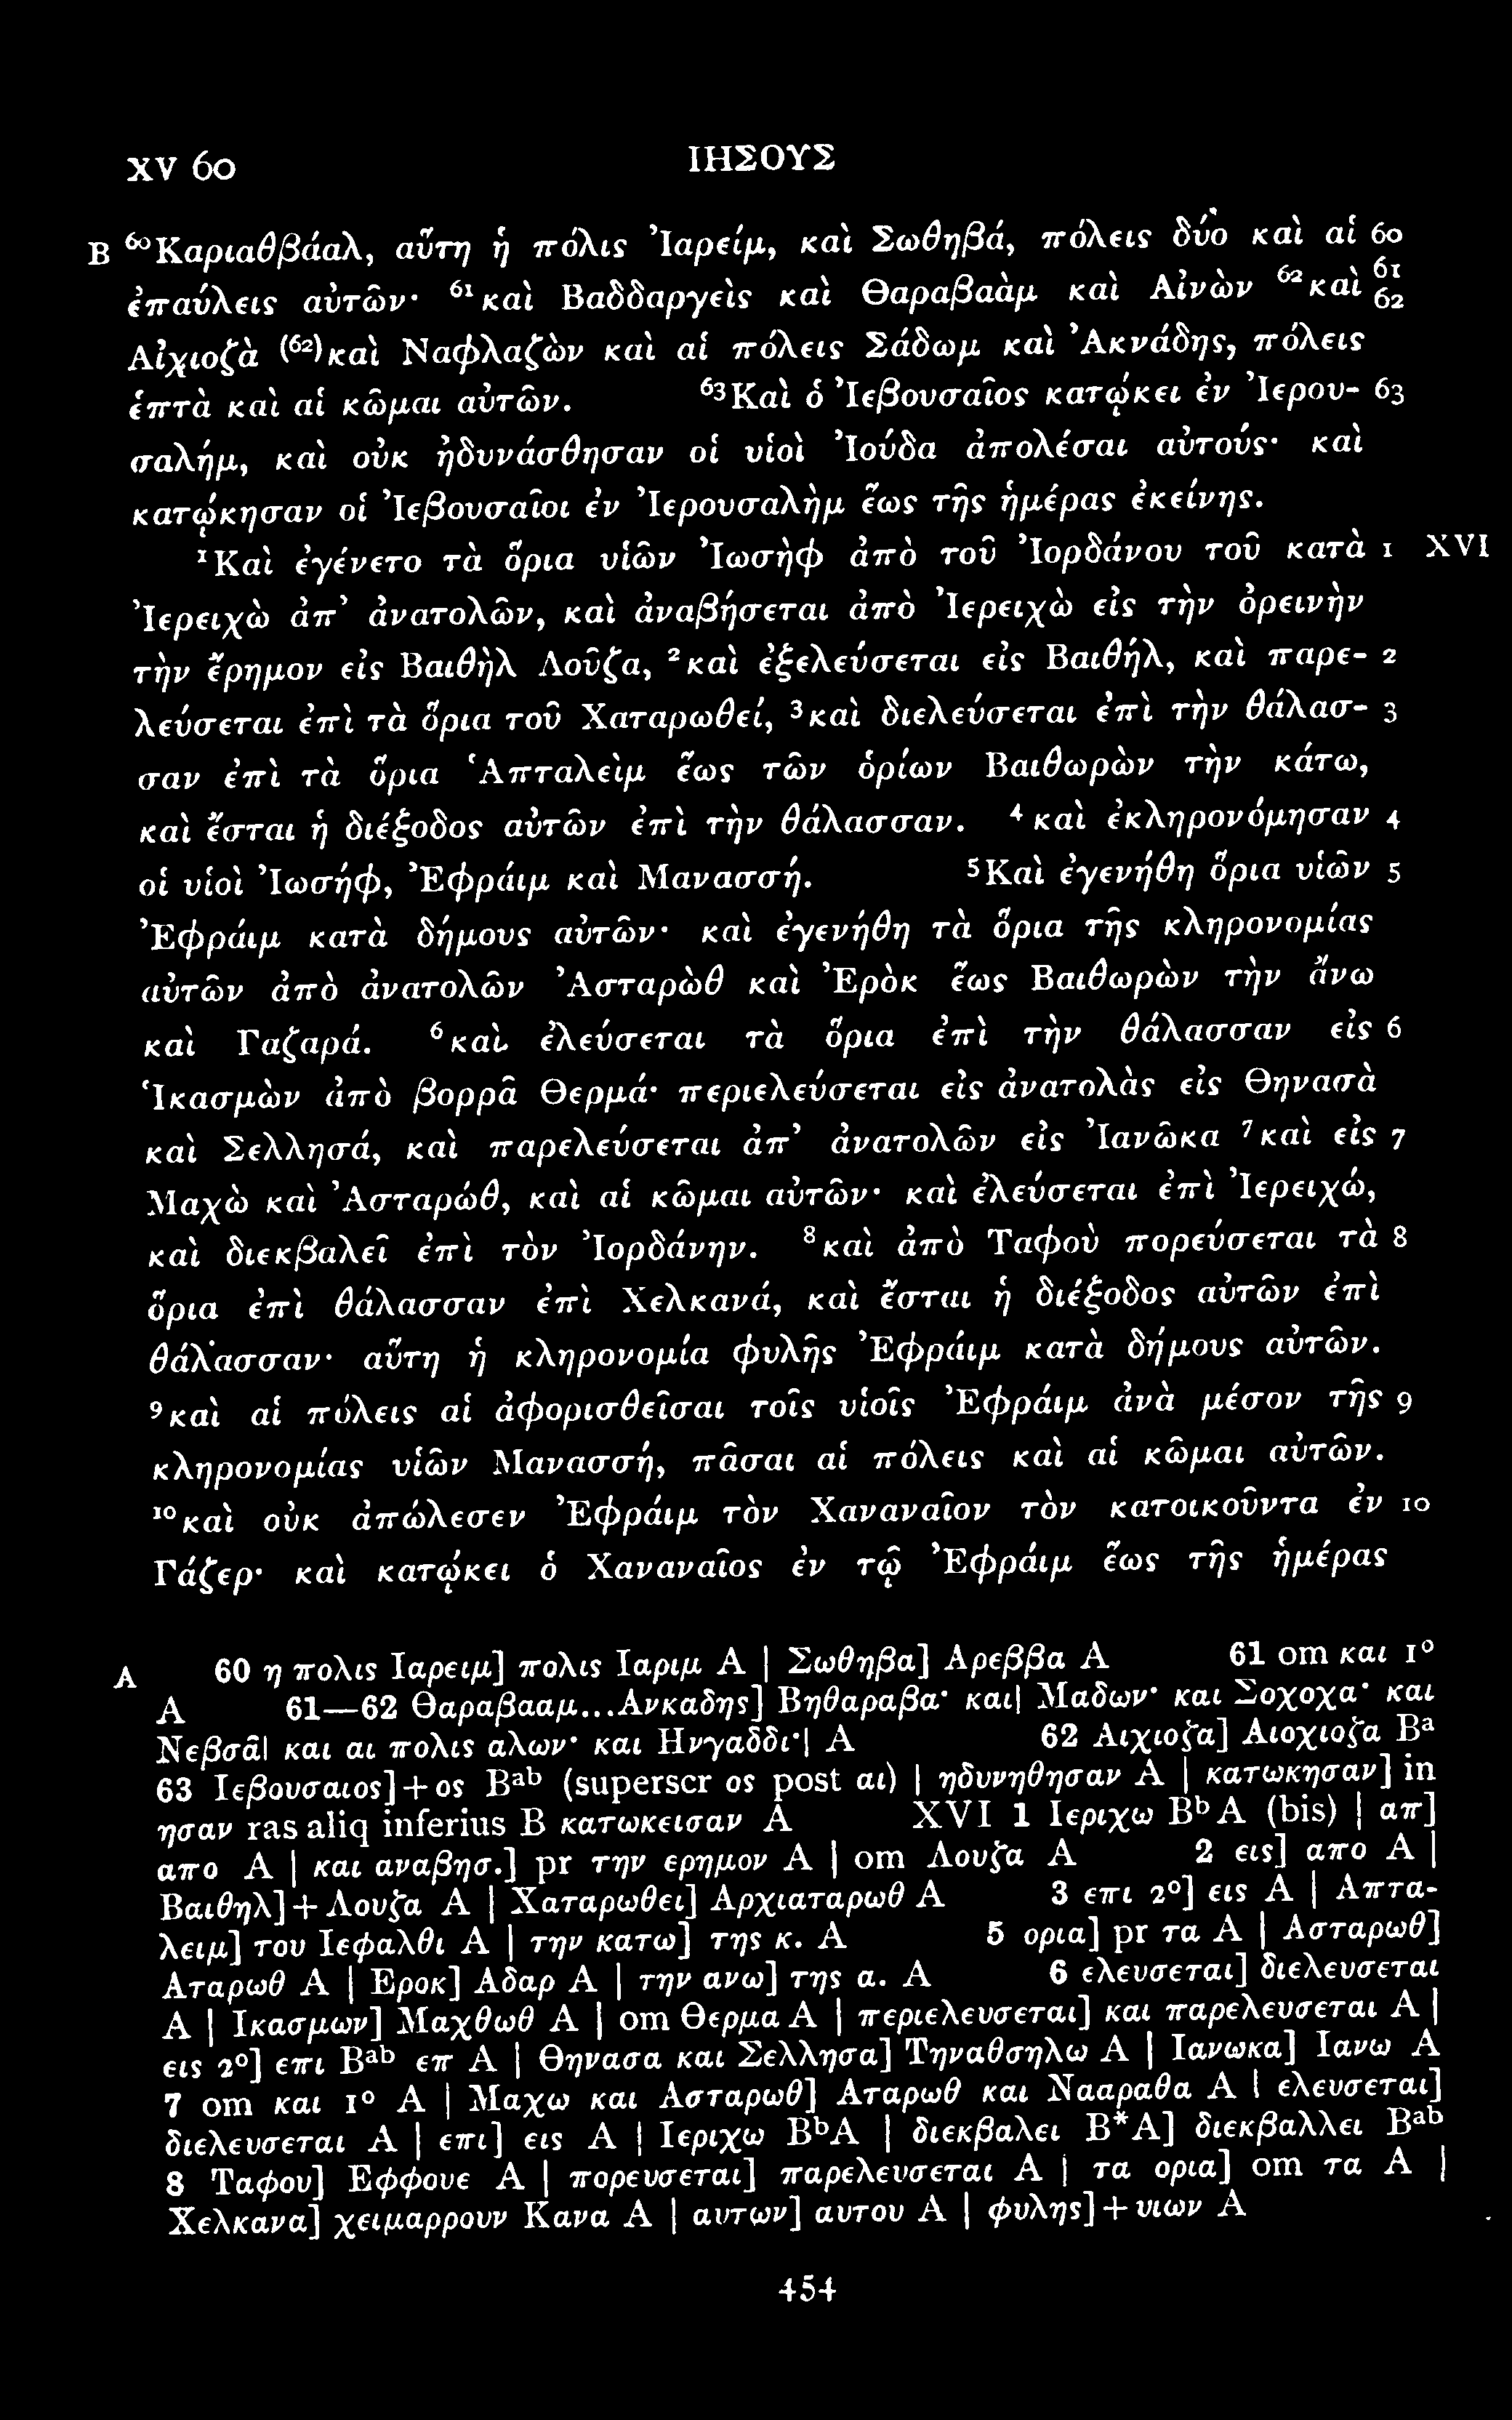 XV 60
ΙΗΣΟΥΣ
B ⁶⁰Καριαθβάαλ, αὕτη ἡ πόλις Ἰαρείμ, καὶ Σωθηβά, πόλεις δύο καὶ αἱ 60
ἐπαύλεις αὐτῶν· ⁶¹καὶ Βαδδαργεὶς καὶ Θαραβαὰμ καὶ Αἰνὼν ⁶²καὶ 61 62
Αἰχιοζὰ (⁶²)καὶ Ναφλαζὼν καὶ αἱ πόλεις Σάδωμ καὶ Ἀκνάδης, πόλεις
ἑπτὰ καὶ αἱ κῶμαι αὐτῶν. ⁶³Καὶ ὁ Ἰεβουσαῖος κατῴκει ἐν Ἰερου- 63
σαλήμ, καὶ οὐκ ἠδυνάσθησαν οἱ υἱοὶ Ἰούδα ἀπολέσαι αὐτούς· καὶ
κατῴκησαν οἱ Ἰεβουσαῖοι ἐν Ἰερουσαλὴμ ἕως τῆς ἡμέρας ἐκείνης.
¹Καὶ ἐγένετο τὰ ὅρια υἱῶν Ἰωσὴφ ἀπὸ τοῦ Ἰορδάνου τοῦ κατὰ 1 XVI
Ἰερειχὼ ἀπ’ ἀνατολῶν, καὶ ἀναβήσεται ἀπὸ Ἰερειχὼ εἰς τὴν ὀρεινὴν
τὴν ἔρημον εἰς Βαιθὴλ Λοῦζα, ²καὶ ἐξελεύσεται εἰς Βαιθήλ, καὶ παρε- 2
λεύσεται ἐπὶ τὰ ὅρια τοῦ Χαταρωθεί, ³καὶ διελεύσεται ἐπὶ τὴν θάλασ- 3
σαν ἐπὶ τὰ ὅρια Ἁπταλεὶμ ἕως τῶν ὁρίων Βαιθωρὼν τὴν κάτω,
καὶ ἔσται ἡ διέξοδος αὐτῶν ἐπὶ τὴν θάλασσαν. ⁴καὶ ἐκληρονόμησαν 4
οἱ υἱοὶ Ἰωσήφ, Ἐφράιμ καὶ Μανασσή. ⁵Καὶ ἐγενήθη ὅρια υἱῶν 5
Ἐφράιμ κατὰ δήμους αὐτῶν· καὶ ἐγενήθη τὰ ὅρια τῆς κληρονομίας
αὐτῶν ἀπὸ ἀνατολῶν Ἀσταρὼθ καὶ Ἐρὸκ ἕως Βαιθωρὼν τὴν ἄνω
καὶ Γαζαρά. ⁶καὶ ἐλεύσεται τὰ ὅρια ἐπὶ τὴν θάλασσαν εἰς 6
Ἱκασμὼν ἀπὸ βορρᾶ Θερμά· περιελεύσεται εἰς ἀνατολὰς εἰς Θηνασὰ
καὶ Σελλησά, καὶ παρελεύσεται ἀπ’ ἀνατολῶν εἰς Ἰανῶκα ⁷καὶ εἰς 7
Μαχὼ καὶ Ἀσταρώθ, καὶ αἱ κῶμαι αὐτῶν· καὶ ἐλεύσεται ἐπὶ Ἰερειχώ,
καὶ διεκβαλεῖ ἐπὶ τὸν Ἰορδάνην. ⁸καὶ ἀπὸ Ταφοὺ πορεύσεται τὰ 8
ὅρια ἐπὶ θάλασσαν ἐπὶ Χελκανά, καὶ ἔσται ἡ διέξοδος αὐτῶν ἐπὶ
θάλασσαν· αὕτη ἡ κληρονομία φυλῆς Ἐφράιμ κατὰ δήμους αὐτῶν.
⁹καὶ αἱ πόλεις αἱ ἀφορισθεῖσαι τοῖς υἱοῖς Ἐφράιμ ἀνὰ μέσον τῆς 9
κληρονομίας υἱῶν Μανασσή, πᾶσαι αἱ πόλεις καὶ αἱ κῶμαι αὐτῶν.
¹⁰καὶ οὐκ ἀπώλεσεν Ἐφράιμ τὸν Χαναναῖον τὸν κατοικοῦντα ἐν 10
Γάζερ· καὶ κατῴκει ὁ Χαναναῖος ἐν τῷ Ἐφράιμ ἕως τῆς ἡμέρας
A 60 η πολις Ιαρειμ] πολις Ιαριμ A | Σωθηβα] Αρεββα A 61 om και 1°
A 61—62 Θαραβααμ...Ανκαδης] Βηθαραβα· και| Μαδων· και Σοχοχα· και
Νεβσᾶ| και αι πολις αλων· και Ηνγαδδι·| A 62 Αιχιοζα] Αιοχιοζα Bᵃ
63 Ιεβουσαιος]+ος Bᵃᵇ (superscr ος post αι) | ηδυνηθησαν A | κατωκησαν] in
ησαν ras aliq inferius B κατωκεισαν A XVI 1 Ιεριχω BᵇA (bis) | απ]
απο A | και αναβησ.] pr την ερημον A | om Λουζα A 2 εις] απο A |
Βαιθηλ]+Λουζα A | Χαταρωθει] Αρχιαταρωθ A 3 επι 2°] εις A | Απτα-
λειμ] του Ιεφαλθι A | την κατω] της κ. A 5 ορια] pr τα A | Ασταρωθ]
Αταρωθ A | Εροκ] Αδαρ A | την ανω] της α. A 6 ελευσεται] διελευσεται
A | Ικασμων] Μαχθωθ A | om Θερμα A | περιελευσεται] και παρελευσεται A |
εις 2°] επι Bᵃᵇ επ A | Θηνασα και Σελλησα] Τηναθσηλω A | Ιανωκα] Ιανω A
7 om και 1° A | Μαχω και Ασταρωθ] Αταρωθ και Νααραθα A | ελευσεται]
διελευσεται A | επι] εις A | Ιεριχω BᵇA | διεκβαλει B*A] διεκβαλλει Bᵃᵇ
8 Ταφου] Εφφουε A | πορευσεται] παρελευσεται A | τα ορια] om τα A |
Χελκανα] χειμαρρουν Κανα A | αυτων] αυτου A | φυλης]+υιων A
454